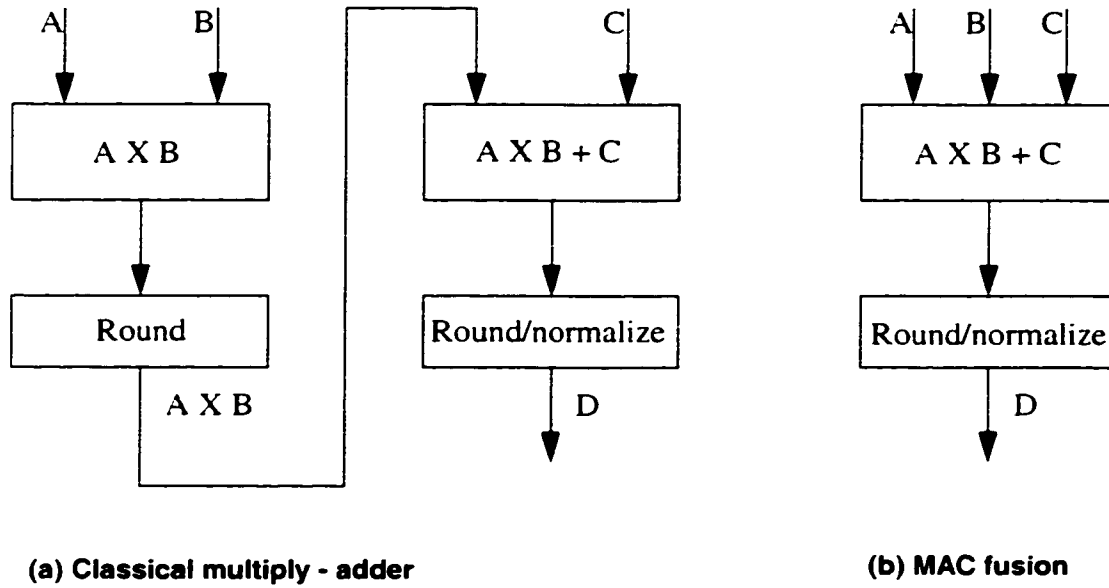 A
B
C
A
B
C
A X B
A X B + C
A X B + C
Round
Round/normalize
Round/normalize
A X B
D
D
(a) Classical multiply - adder
(b) MAC fusion